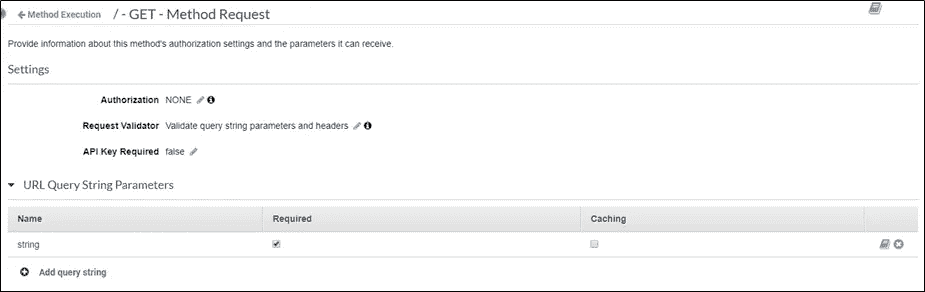 Method Execution / - GET - Method Request
Provide information about this method's authorization settings and the parameters it can receive.
Settings
Authorization NONE
Request Validator Validate query string parameters and headers
API Key Required false
URL Query String Parameters
Name Required Caching
string
Add query string